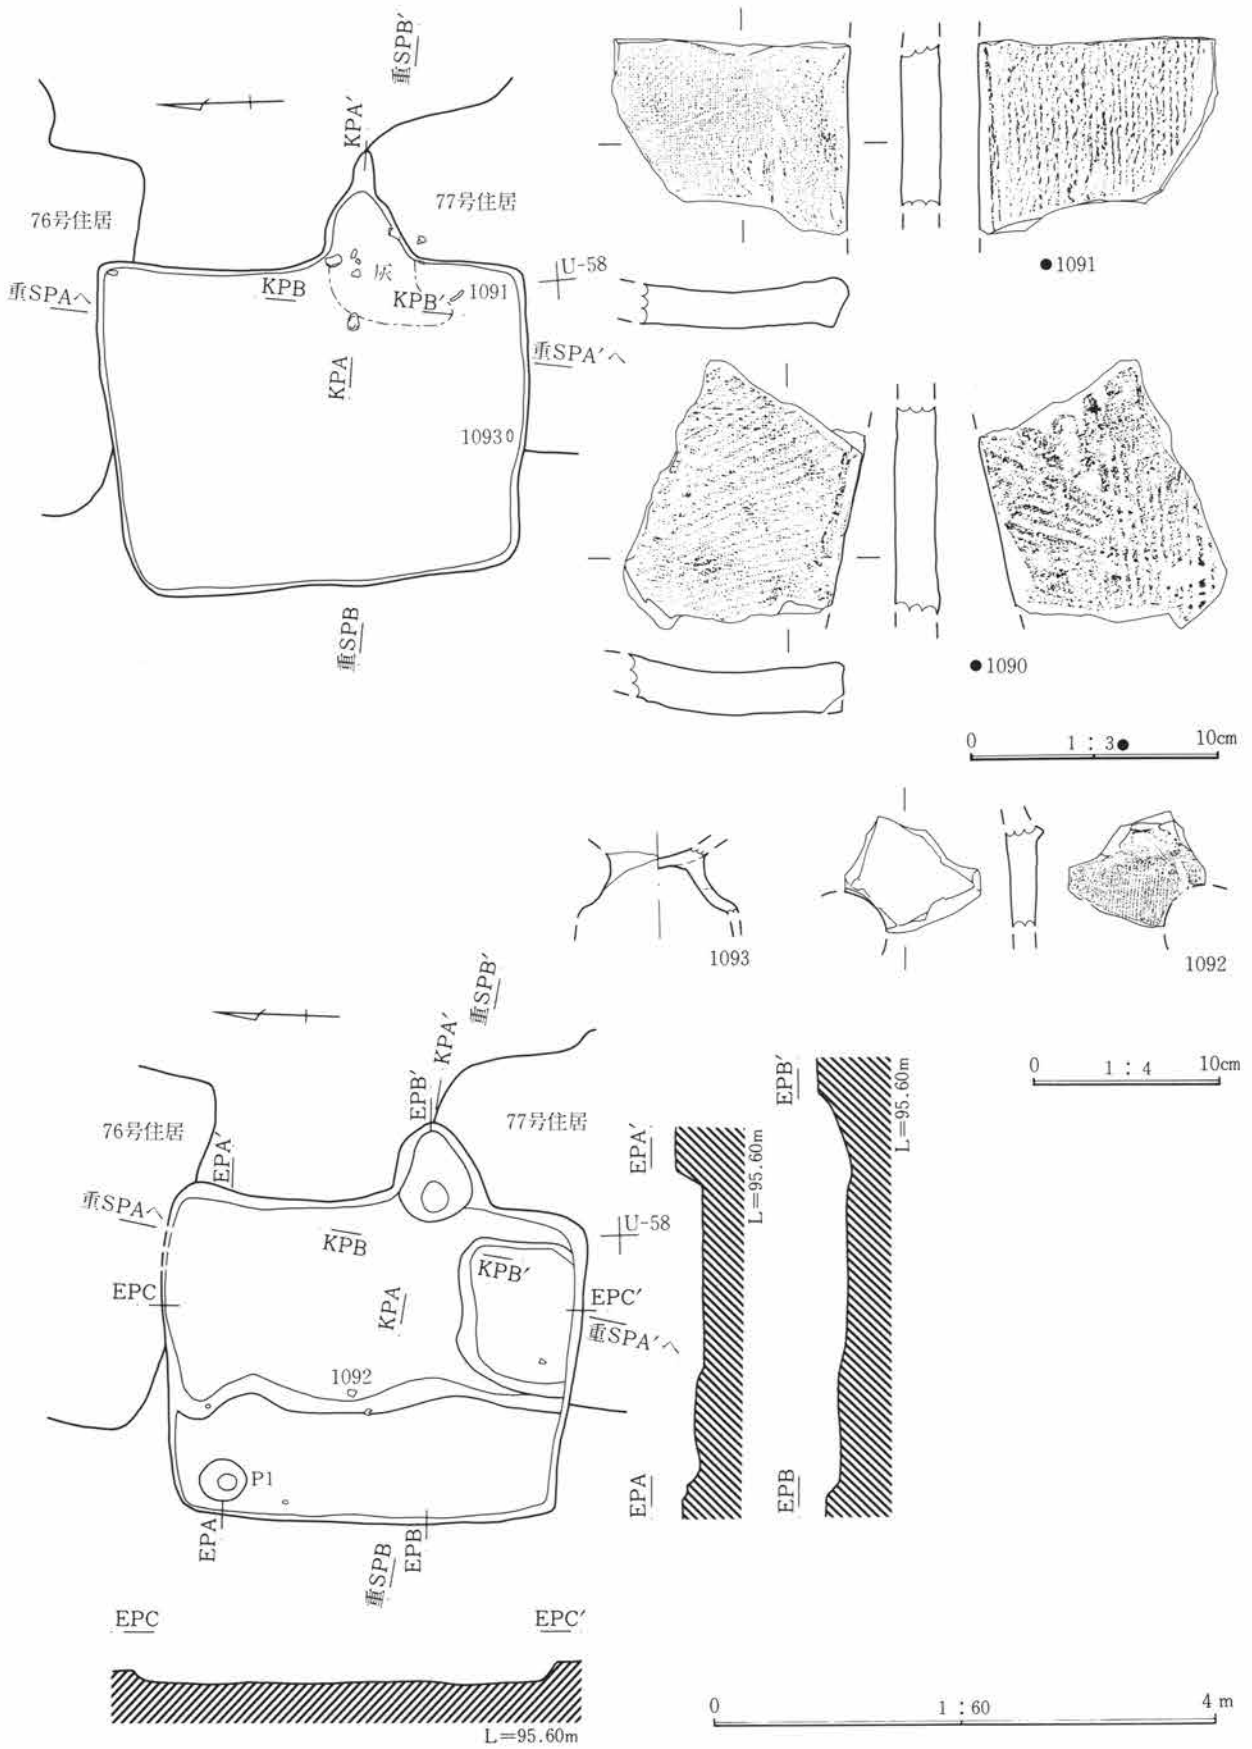 重SPB′
KPA′
76号住居
77号住居
重SPAへ
KPB
灰
KPB′
1091
U-58
KPA
重SPA′へ
1093
重SPB
●1091
●1090
0 1 : 3● 10cm
1093
1092
0 1 : 4 10cm
重SPB′
KPA′
EPB′
76号住居
77号住居
EPA′
重SPAへ
KPB
U-58
KPB′
EPC
KPA
EPC′
重SPA′へ
1092
P1
EPA
EPB
重SPB
EPA′
L=95.60m
EPA
EPB′
L=95.60m
EPB
EPC
EPC′
L=95.60m
0 1 : 60 4 m